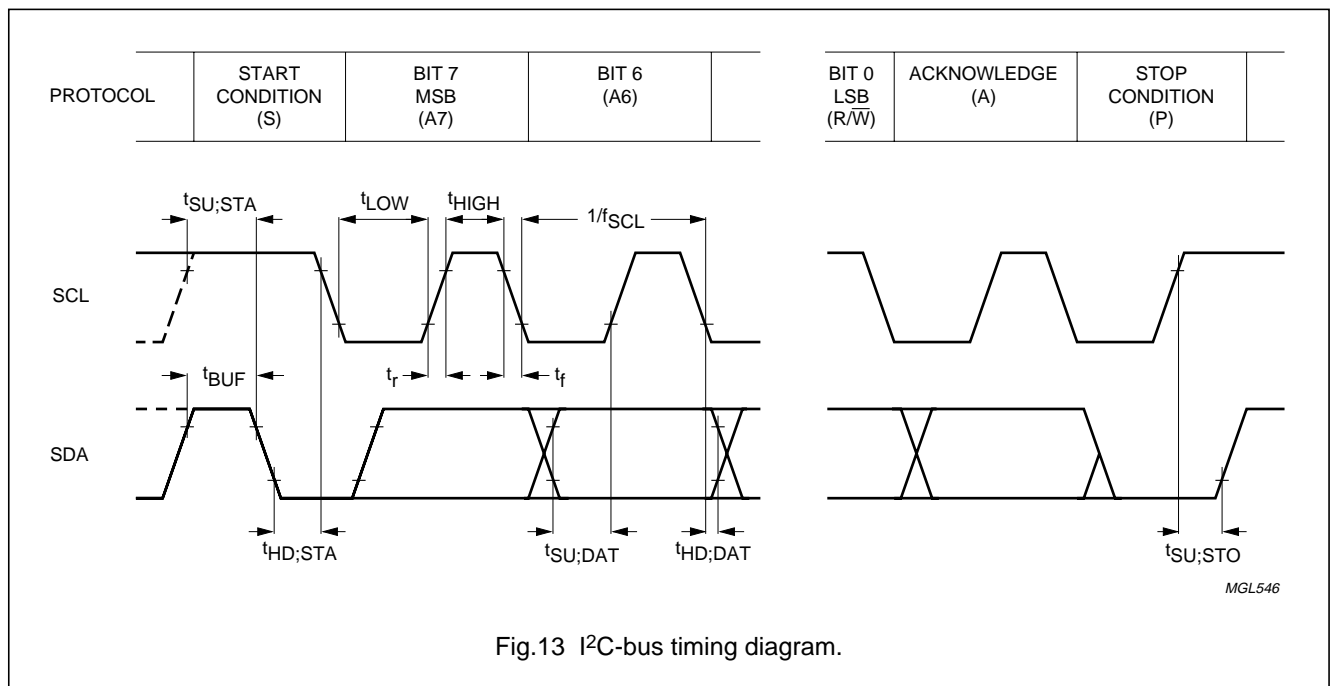 PROTOCOL
START
CONDITION
(S)
BIT 7
MSB
(A7)
BIT 6
(A6)
BIT 0
LSB
(R/W̅)
ACKNOWLEDGE
(A)
STOP
CONDITION
(P)
tSU;STA
tLOW
tHIGH
1/fSCL
SCL
tBUF
tr
tf
SDA
tHD;STA
tSU;DAT
tHD;DAT
tSU;STO
MGL546
Fig.13 I²C-bus timing diagram.